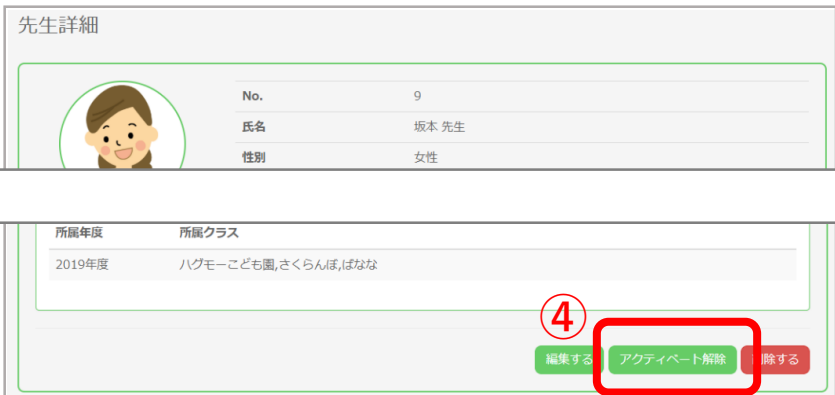 先生詳細
No. 9
氏名 坂本 先生
性別 女性
所属年度 所属クラス
2019年度 ハグモーこども園,さくらんぼ,ばなな
④
編集する アクティベート解除 削除する